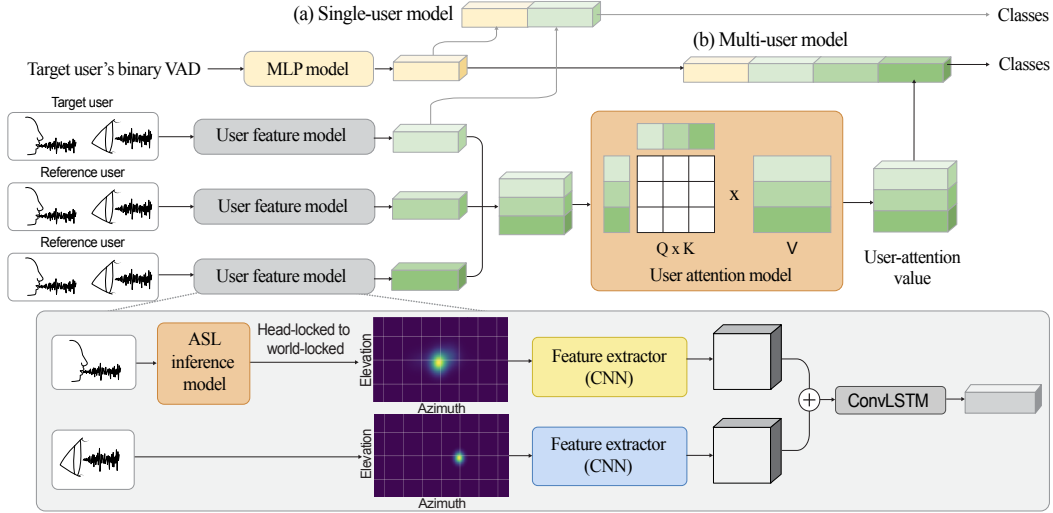 (a) Single-user model
Classes
(b) Multi-user model
Target user's binary VAD
MLP model
Classes
Target user
User feature model
Reference user
User feature model
Reference user
User feature model
Q x K
x
V
User attention model
User-attention
value
ASL
inference
model
Head-locked to
world-locked
Elevation
Azimuth
Feature extractor
(CNN)
ConvLSTM
Elevation
Azimuth
Feature extractor
(CNN)